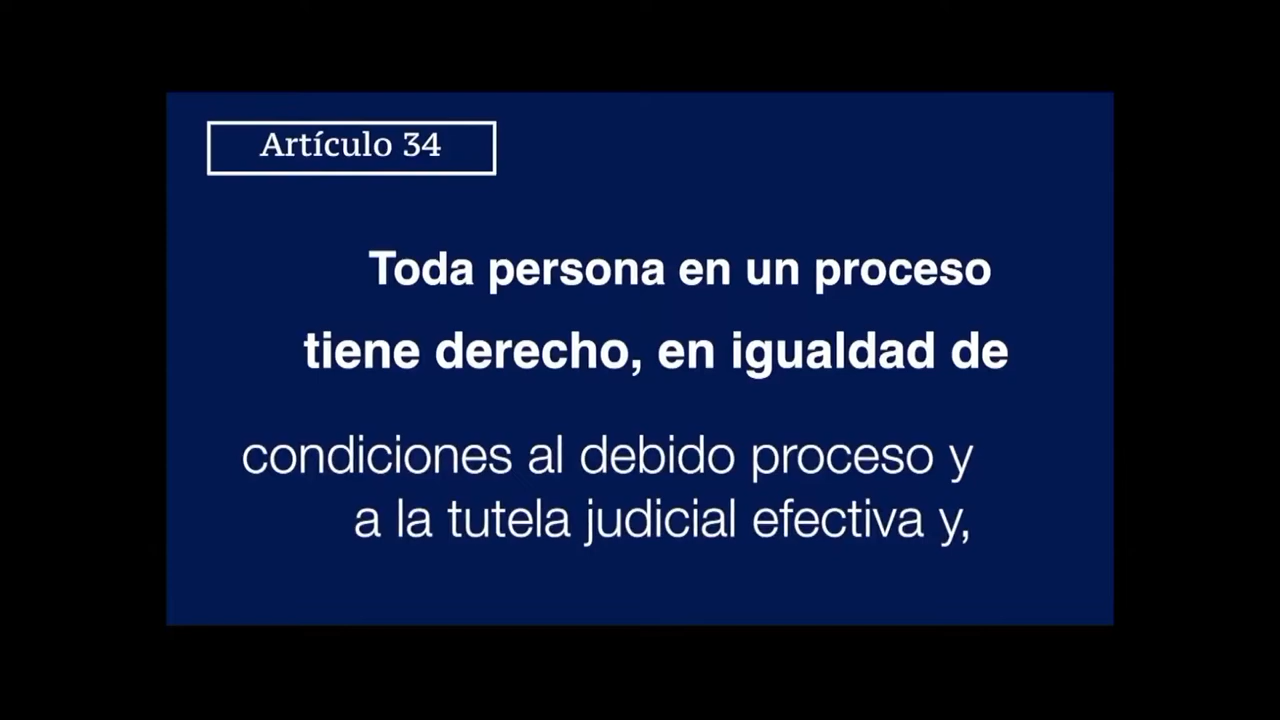 Artículo 34
Toda persona en un proceso
tiene derecho, en igualdad de
condiciones al debido proceso y
a la tutela judicial efectiva y,